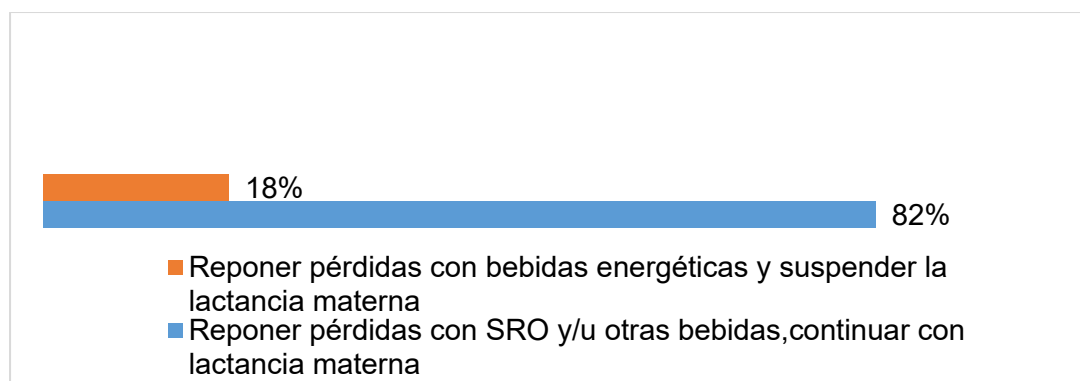 18%
82%
Reponer pérdidas con bebidas energéticas y suspender la
lactancia materna
Reponer pérdidas con SRO y/u otras bebidas,continuar con
lactancia materna